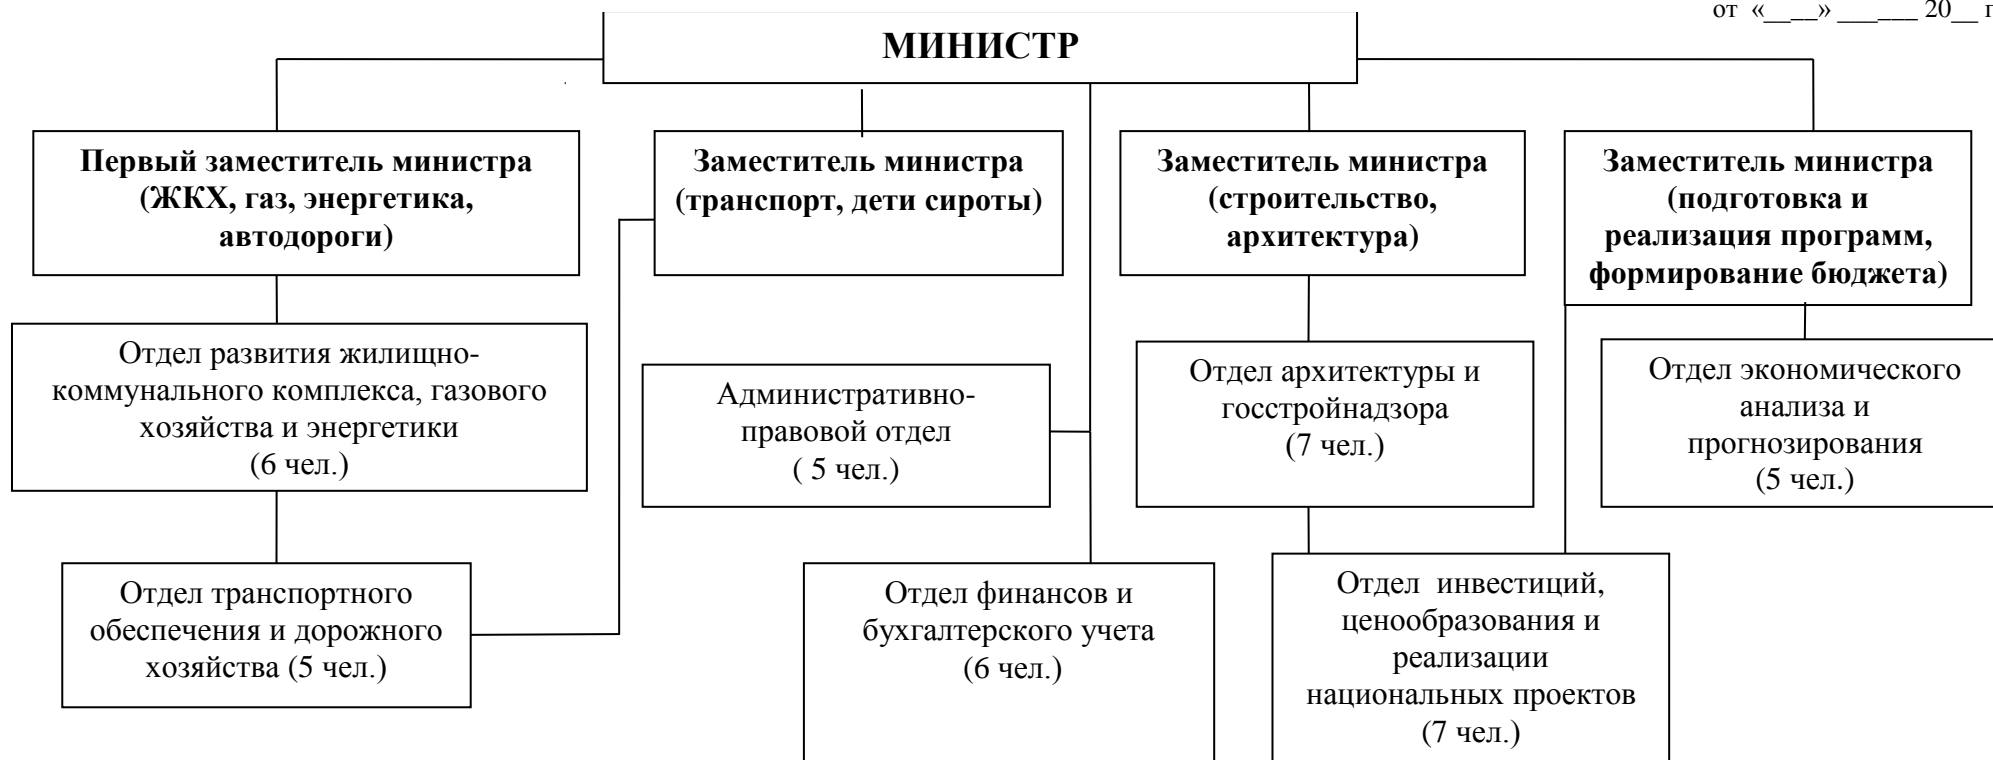 от «____» ______ 20__ г
МИНИСТР
Первый заместитель министра
(ЖКХ, газ, энергетика,
автодороги)
Заместитель министра
(транспорт, дети сироты)
Заместитель министра
(строительство,
архитектура)
Заместитель министра
(подготовка и
реализация программ,
формирование бюджета)
Отдел развития жилищно-
коммунального комплекса, газового
хозяйства и энергетики
(6 чел.)
Административно-
правовой отдел
( 5 чел.)
Отдел архитектуры и
госстройнадзора
(7 чел.)
Отдел экономического
анализа и
прогнозирования
(5 чел.)
Отдел транспортного
обеспечения и дорожного
хозяйства (5 чел.)
Отдел финансов и
бухгалтерского учета
(6 чел.)
Отдел  инвестиций,
ценообразования и
реализации
национальных проектов
(7 чел.)